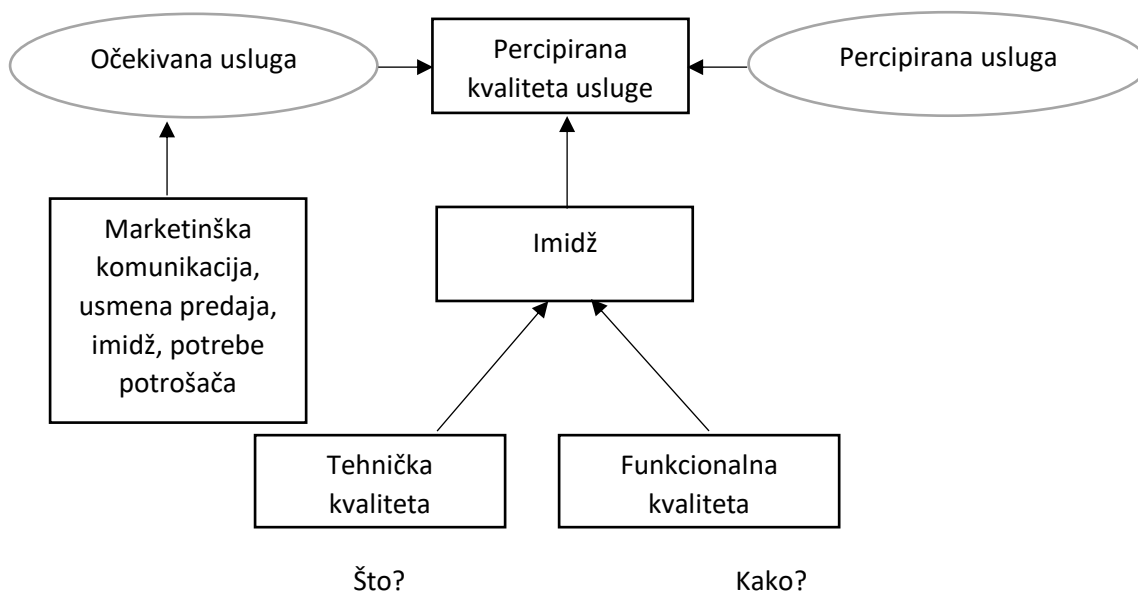 Očekivana usluga
Percipirana
kvaliteta usluge
Percipirana usluga
Marketinška
komunikacija,
usmena predaja,
imidž, potrebe
potrošača
Imidž
Tehnička
kvaliteta
Funkcionalna
kvaliteta
Što?
Kako?